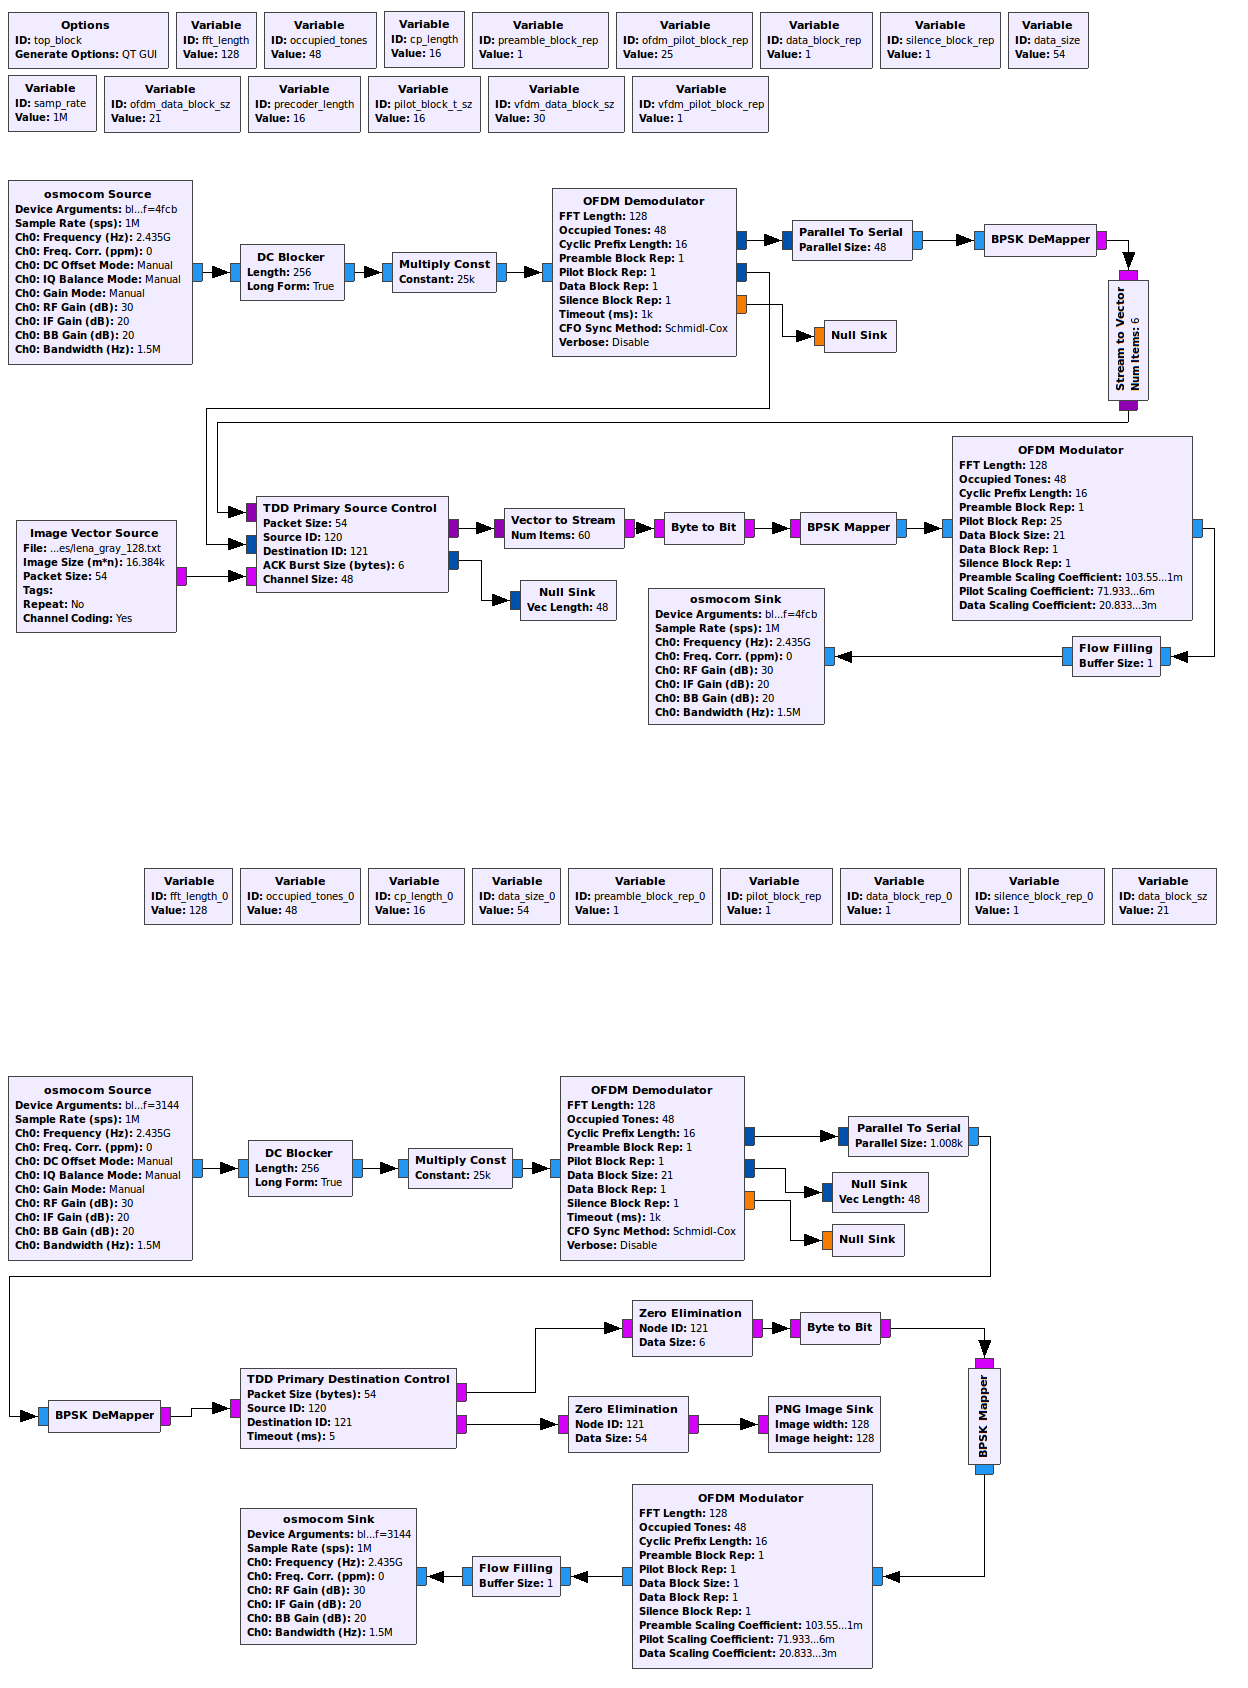 Options
ID: top_block
Generate Options: QT GUI
Variable
ID: fft_length
Value: 128
Variable
ID: occupied_tones
Value: 48
Variable
ID: cp_length
Value: 16
Variable
ID: preamble_block_rep
Value: 1
Variable
ID: ofdm_pilot_block_rep
Value: 25
Variable
ID: data_block_rep
Value: 1
Variable
ID: silence_block_rep
Value: 1
Variable
ID: data_size
Value: 54
Variable
ID: samp_rate
Value: 1M
Variable
ID: ofdm_data_block_sz
Value: 21
Variable
ID: precoder_length
Value: 16
Variable
ID: pilot_block_t_sz
Value: 16
Variable
ID: vfdm_data_block_sz
Value: 30
Variable
ID: vfdm_pilot_block_rep
Value: 1
osmocom Source
Device Arguments: bl...f=4fcb
Sample Rate (sps): 1M
Ch0: Frequency (Hz): 2.435G
Ch0: Freq. Corr. (ppm): 0
Ch0: DC Offset Mode: Manual
Ch0: IQ Balance Mode: Manual
Ch0: Gain Mode: Manual
Ch0: RF Gain (dB): 30
Ch0: IF Gain (dB): 20
Ch0: BB Gain (dB): 20
Ch0: Bandwidth (Hz): 1.5M
DC Blocker
Length: 256
Long Form: True
Multiply Const
Constant: 25k
OFDM Demodulator
FFT Length: 128
Occupied Tones: 48
Cyclic Prefix Length: 16
Preamble Block Rep: 1
Pilot Block Rep: 1
Data Block Rep: 1
Silence Block Rep: 1
Timeout (ms): 1k
CFO Sync Method: Schmidl-Cox
Verbose: Disable
Parallel To Serial
Parallel Size: 48
BPSK DeMapper
Null Sink
Stream to Vector
Num Items: 6
Image Vector Source
File: ...es/lena_gray_128.txt
Image Size (m*n): 16.384k
Packet Size: 54
Tags:
Repeat: No
Channel Coding: Yes
TDD Primary Source Control
Packet Size: 54
Source ID: 120
Destination ID: 121
ACK Burst Size (bytes): 6
Channel Size: 48
Vector to Stream
Num Items: 60
Byte to Bit
BPSK Mapper
OFDM Modulator
FFT Length: 128
Occupied Tones: 48
Cyclic Prefix Length: 16
Preamble Block Rep: 1
Pilot Block Rep: 25
Data Block Size: 21
Data Block Rep: 1
Silence Block Rep: 1
Preamble Scaling Coefficient: 103.55...1m
Pilot Scaling Coefficient: 71.933...6m
Data Scaling Coefficient: 20.833...3m
Null Sink
Vec Length: 48
osmocom Sink
Device Arguments: bl...f=4fcb
Sample Rate (sps): 1M
Ch0: Frequency (Hz): 2.435G
Ch0: Freq. Corr. (ppm): 0
Ch0: RF Gain (dB): 30
Ch0: IF Gain (dB): 20
Ch0: BB Gain (dB): 20
Ch0: Bandwidth (Hz): 1.5M
Flow Filling
Buffer Size: 1
Variable
ID: fft_length_0
Value: 128
Variable
ID: occupied_tones_0
Value: 48
Variable
ID: cp_length_0
Value: 16
Variable
ID: data_size_0
Value: 54
Variable
ID: preamble_block_rep_0
Value: 1
Variable
ID: pilot_block_rep
Value: 1
Variable
ID: data_block_rep_0
Value: 1
Variable
ID: silence_block_rep_0
Value: 1
Variable
ID: data_block_sz
Value: 21
osmocom Source
Device Arguments: bl...f=3144
Sample Rate (sps): 1M
Ch0: Frequency (Hz): 2.435G
Ch0: Freq. Corr. (ppm): 0
Ch0: DC Offset Mode: Manual
Ch0: IQ Balance Mode: Manual
Ch0: Gain Mode: Manual
Ch0: RF Gain (dB): 30
Ch0: IF Gain (dB): 20
Ch0: BB Gain (dB): 20
Ch0: Bandwidth (Hz): 1.5M
DC Blocker
Length: 256
Long Form: True
Multiply Const
Constant: 25k
OFDM Demodulator
FFT Length: 128
Occupied Tones: 48
Cyclic Prefix Length: 16
Preamble Block Rep: 1
Pilot Block Rep: 1
Data Block Size: 21
Data Block Rep: 1
Silence Block Rep: 1
Timeout (ms): 1k
CFO Sync Method: Schmidl-Cox
Verbose: Disable
Parallel To Serial
Parallel Size: 1.008k
Null Sink
Vec Length: 48
Null Sink
BPSK DeMapper
TDD Primary Destination Control
Packet Size (bytes): 54
Source ID: 120
Destination ID: 121
Timeout (ms): 5
Zero Elimination
Node ID: 121
Data Size: 6
Byte to Bit
Zero Elimination
Node ID: 121
Data Size: 54
PNG Image Sink
Image width: 128
Image height: 128
BPSK Mapper
osmocom Sink
Device Arguments: bl...f=3144
Sample Rate (sps): 1M
Ch0: Frequency (Hz): 2.435G
Ch0: Freq. Corr. (ppm): 0
Ch0: RF Gain (dB): 30
Ch0: IF Gain (dB): 20
Ch0: BB Gain (dB): 20
Ch0: Bandwidth (Hz): 1.5M
Flow Filling
Buffer Size: 1
OFDM Modulator
FFT Length: 128
Occupied Tones: 48
Cyclic Prefix Length: 16
Preamble Block Rep: 1
Pilot Block Rep: 1
Data Block Size: 1
Data Block Rep: 1
Silence Block Rep: 1
Preamble Scaling Coefficient: 103.55...1m
Pilot Scaling Coefficient: 71.933...6m
Data Scaling Coefficient: 20.833...3m